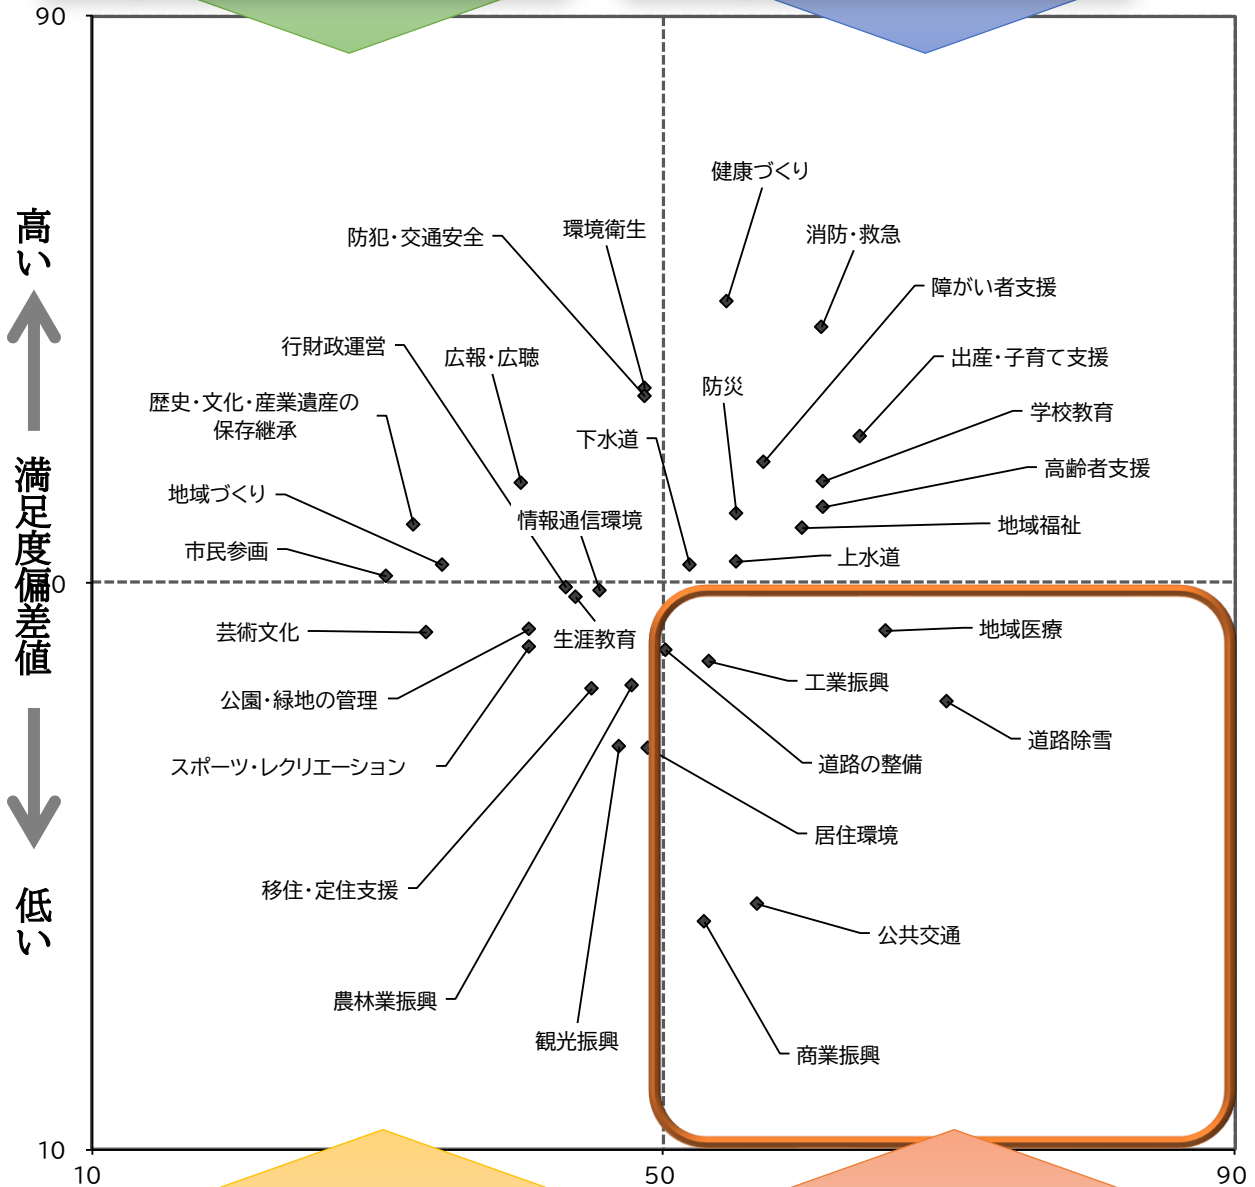 90
健康づくり
環境衛生
消防・救急
防犯・交通安全
高い
障がい者支援
行財政運営
広報・広聴
出産・子育て支援
防災
歴史・文化・産業遺産の
保存継承
学校教育
下水道
高齢者支援
地域づくり
情報通信環境
地域福祉
市民参画
上水道
満足度偏差値
芸術文化
生涯教育
地域医療
工業振興
公園・緑地の管理
道路除雪
スポーツ・レクリエーション
道路の整備
居住環境
移住・定住支援
低い
公共交通
農林業振興
観光振興
商業振興
10
10
50
90